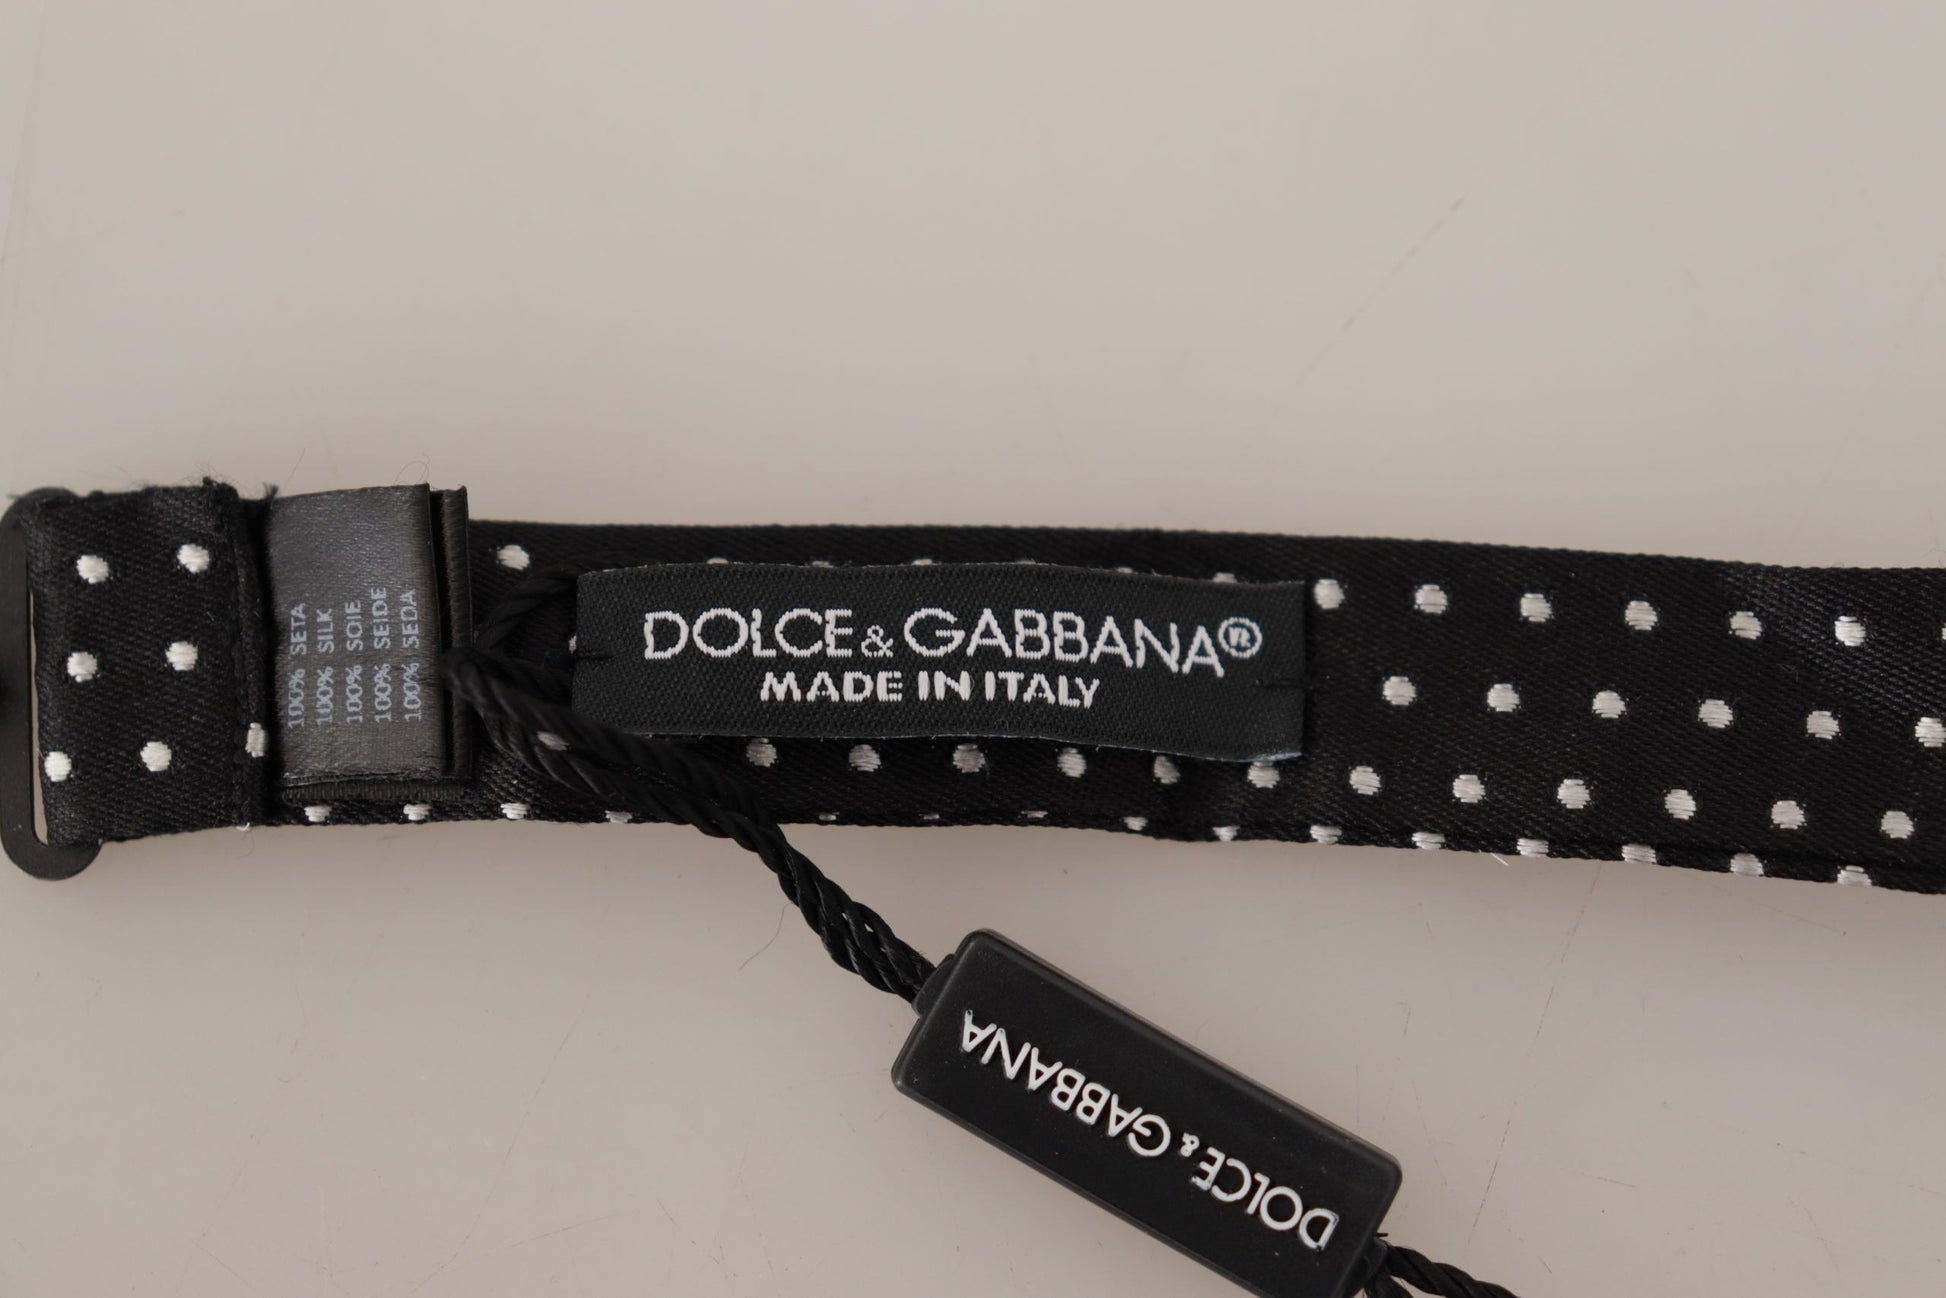 100% SETA
100% SILK
100% SOIE
100% SEIDE
100% SEDA
DOLCE & GABBANA®
MADE IN ITALY
DOLCE & GABBANA